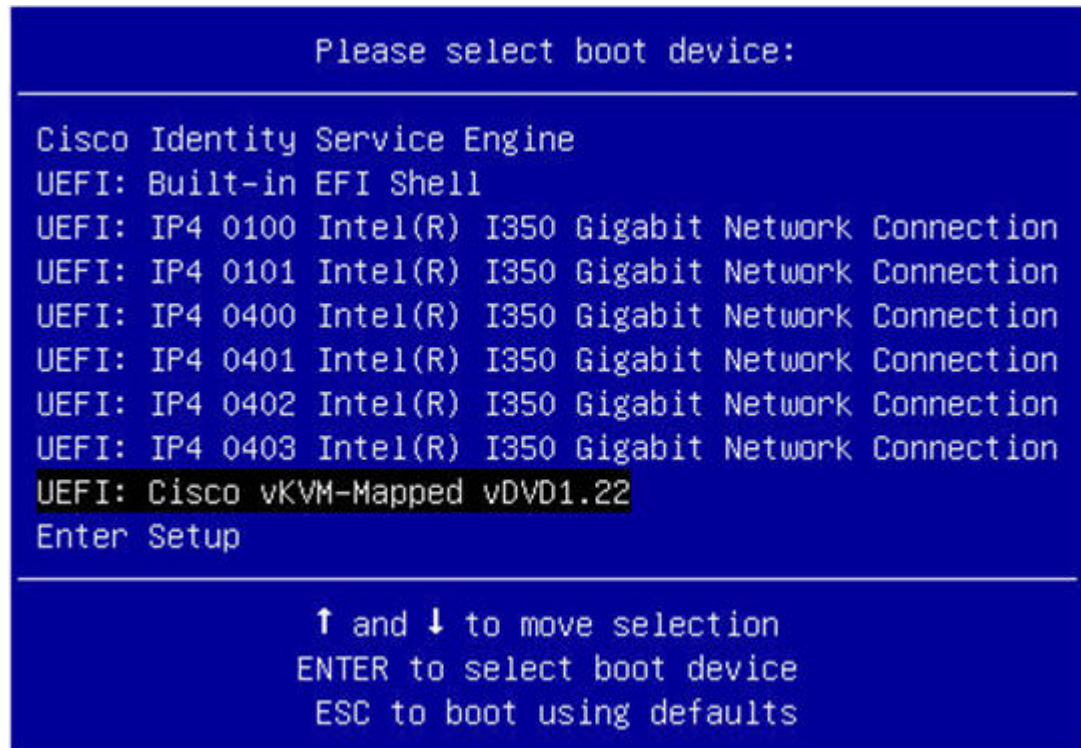 Please select boot device:
Cisco Identity Service Engine
UEFI: Built-in EFI Shell
UEFI: IP4 0100 Intel(R) I350 Gigabit Network Connection
UEFI: IP4 0101 Intel(R) I350 Gigabit Network Connection
UEFI: IP4 0400 Intel(R) I350 Gigabit Network Connection
UEFI: IP4 0401 Intel(R) I350 Gigabit Network Connection
UEFI: IP4 0402 Intel(R) I350 Gigabit Network Connection
UEFI: IP4 0403 Intel(R) I350 Gigabit Network Connection
UEFI: Cisco vKVM-Mapped vDVD1.22
Enter Setup
↑ and ↓ to move selection
ENTER to select boot device
ESC to boot using defaults